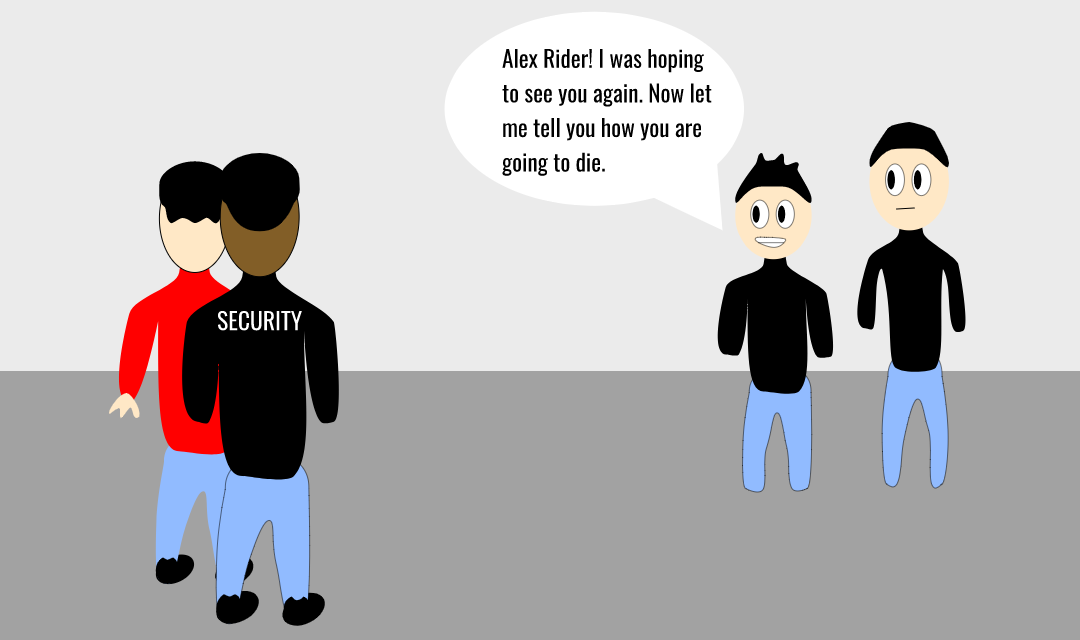 Alex Rider! I was hoping
to see you again. Now let
me tell you how you are
going to die.
SECURITY